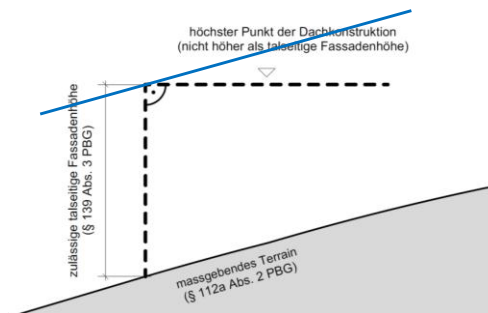 höchster Punkt der Dachkonstruktion
(nicht höher als talseitige Fassadenhöhe)
zulässige talseitige Fassadenhöhe
(§ 139 Abs. 3 PBG)
massgebendes Terrain
(§ 112a Abs. 2 PBG)